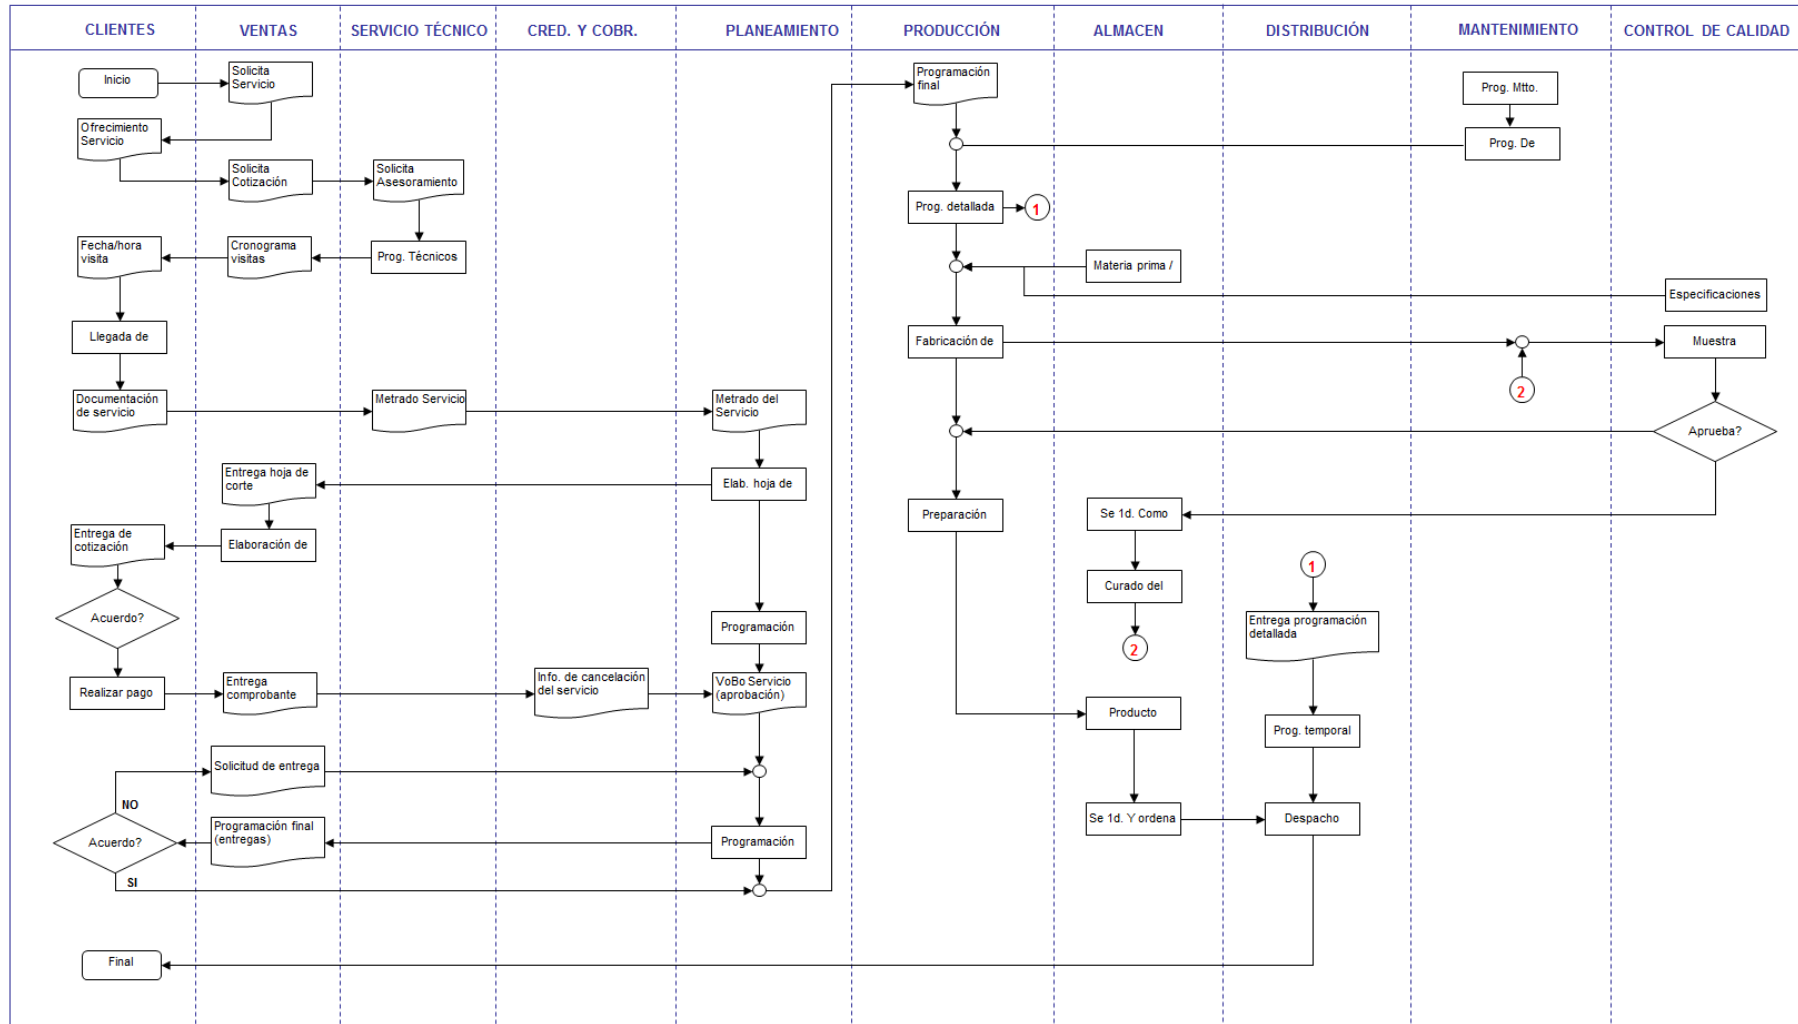 CLIENTES
VENTAS
SERVICIO TÉCNICO
CRED. Y COBR.
PLANEAMIENTO
PRODUCCIÓN
ALMACEN
DISTRIBUCIÓN
MANTENIMIENTO
CONTROL DE CALIDAD
Inicio
Solicita
Servicio
Ofrecimiento
Servicio
Solicita
Cotización
Solicita
Asesoramiento
Fecha/hora
visita
Cronograma
visitas
Prog. Técnicos
Llegada de
Documentación
de servicio
Metrado Servicio
Metrado del
Servicio
Entrega hoja de
corte
Elab. hoja de
Entrega de
cotización
Elaboración de
Acuerdo?
Programación
Realizar pago
Entrega
comprobante
Info. de cancelación
del servicio
VoBo Servicio
(aprobación)
Solicitud de entrega
NO
Acuerdo?
Programación final
(entregas)
Programación
SI
Final
Programación
final
Prog. Mtto.
Prog. De
Prog. detallada
1
Materia prima /
Especificaciones
Fabricación de
Muestra
2
Aprueba?
Preparación
Se 1d. Como
1
Curado del
Entrega programación
detallada
2
Producto
Prog. temporal
Se 1d. Y ordena
Despacho